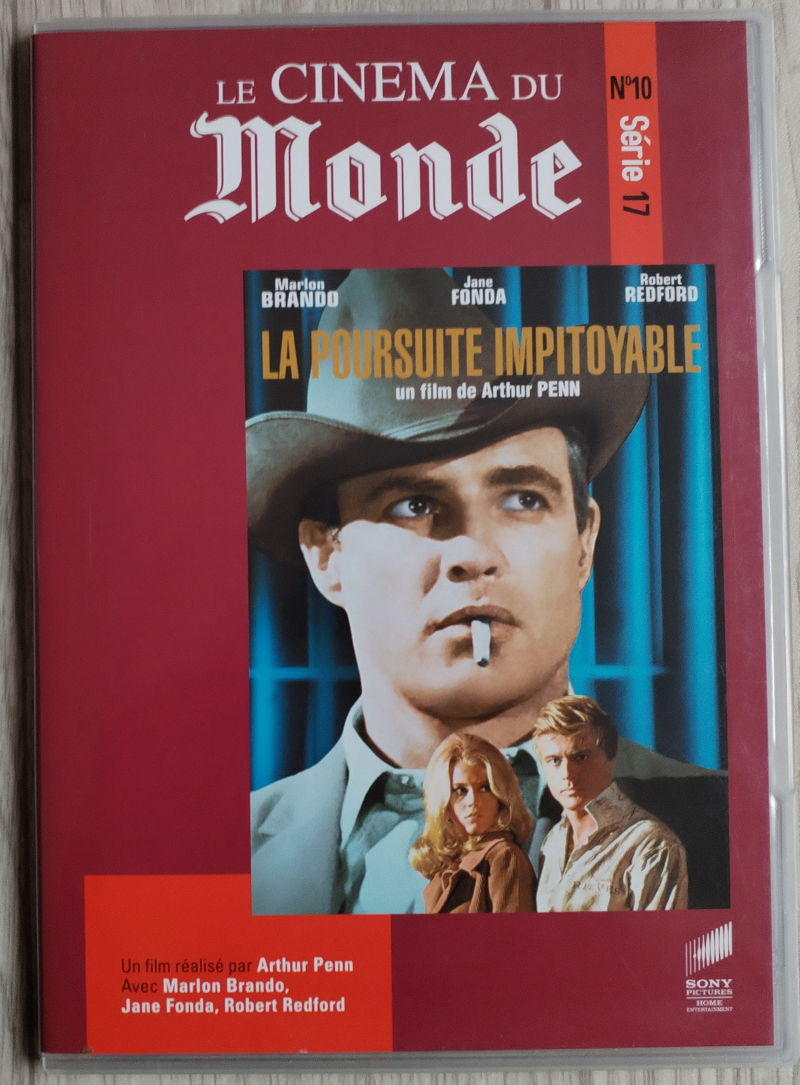 LE CINEMA DU
Monde
N°10
Série 17
Marlon
BRANDO
Jane
FONDA
Robert
REDFORD
LA POURSUITE IMPITOYABLE
un film de Arthur PENN
Un film réalisé par Arthur Penn
Avec Marlon Brando,
Jane Fonda, Robert Redford
SONY
PICTURES
HOME
ENTERTAINMENT